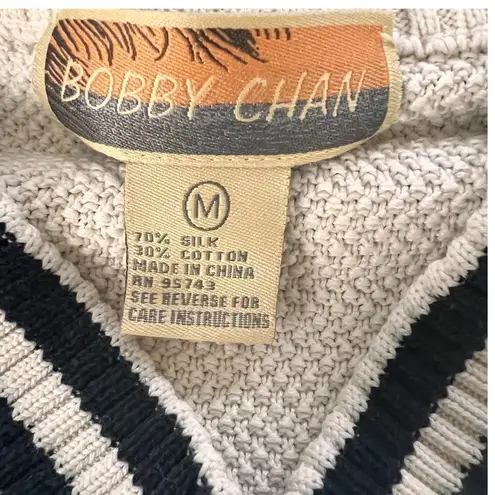 BOBBY CHAN
M
70% SILK
30% COTTON
MADE IN CHINA
RN 95743
SEE REVERSE FOR
CARE INSTRUCTIONS